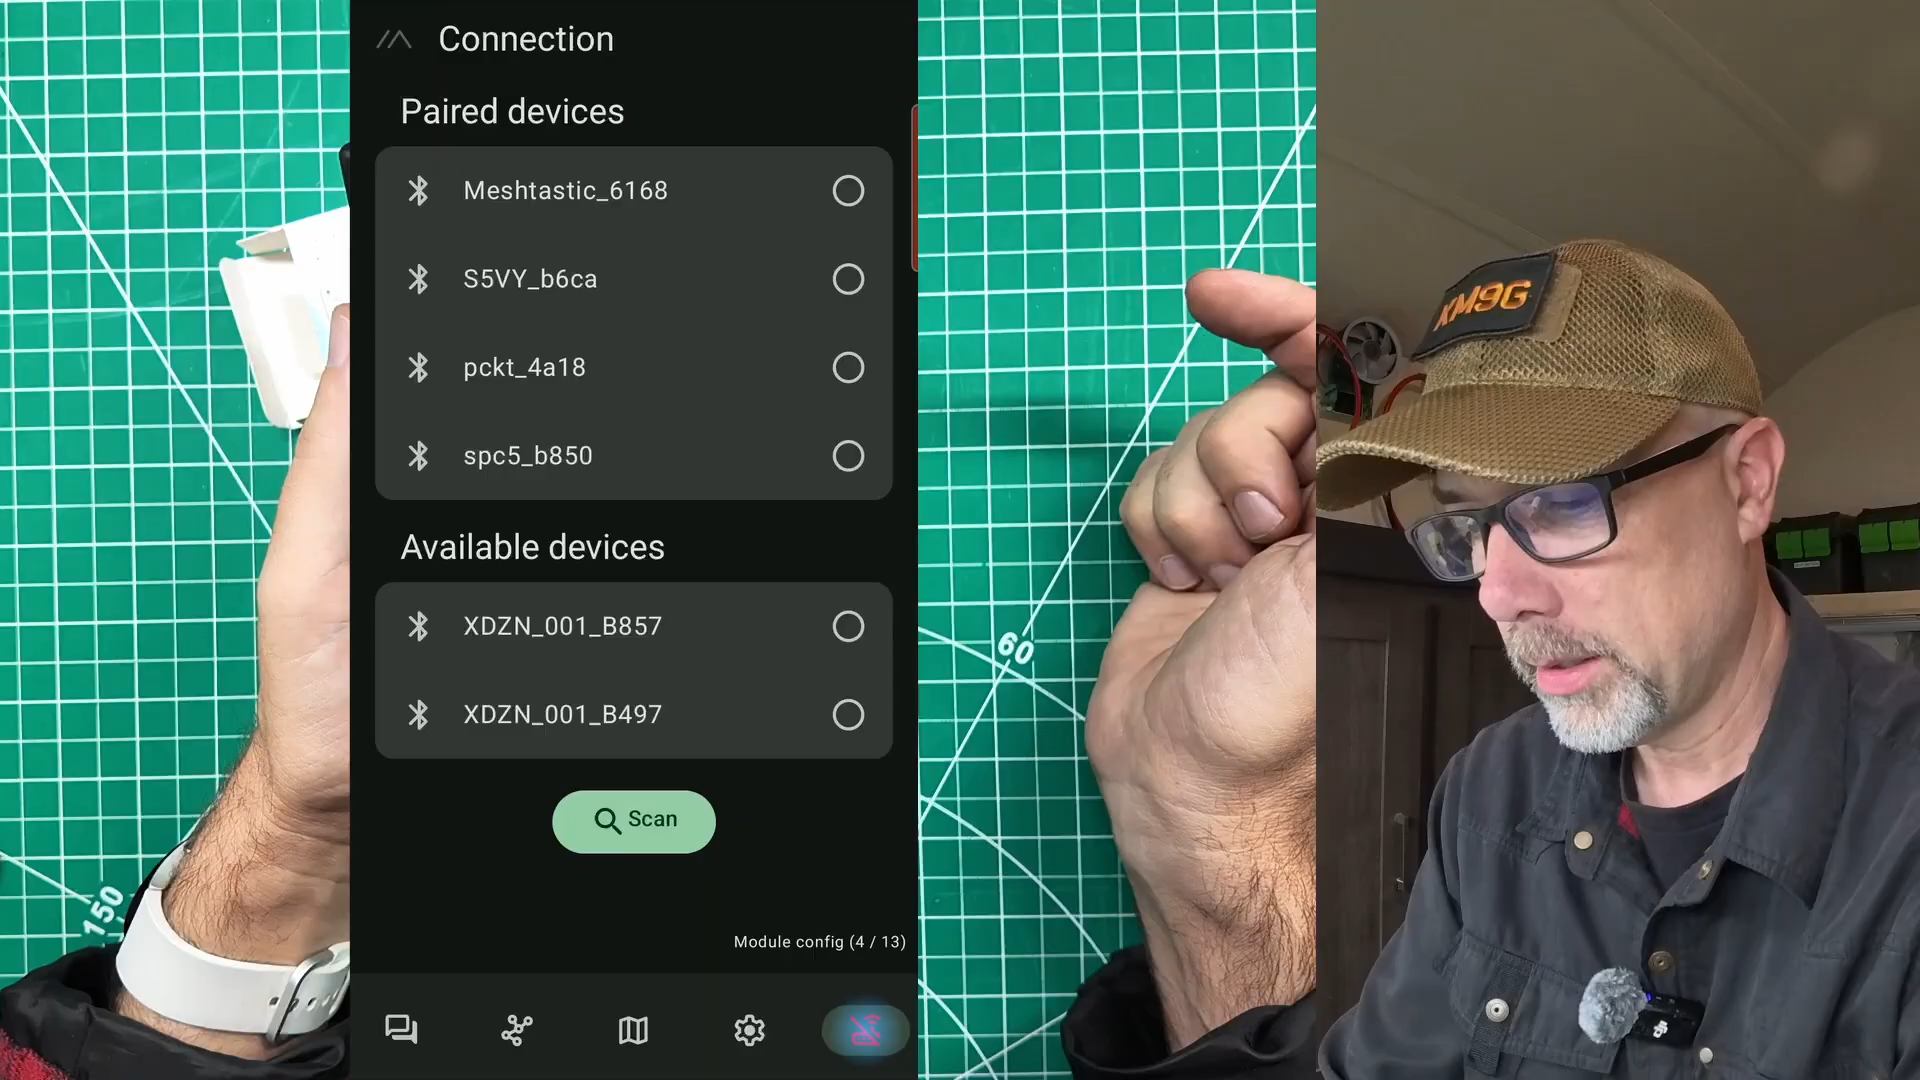 Connection
Paired devices
Meshtastic_6168
S5VY_b6ca
pckt_4a18
spc5_b850
Available devices
XDZN_001_B857
XDZN_001_B497
Scan
Module config (4 / 13)
150
60
KM9G